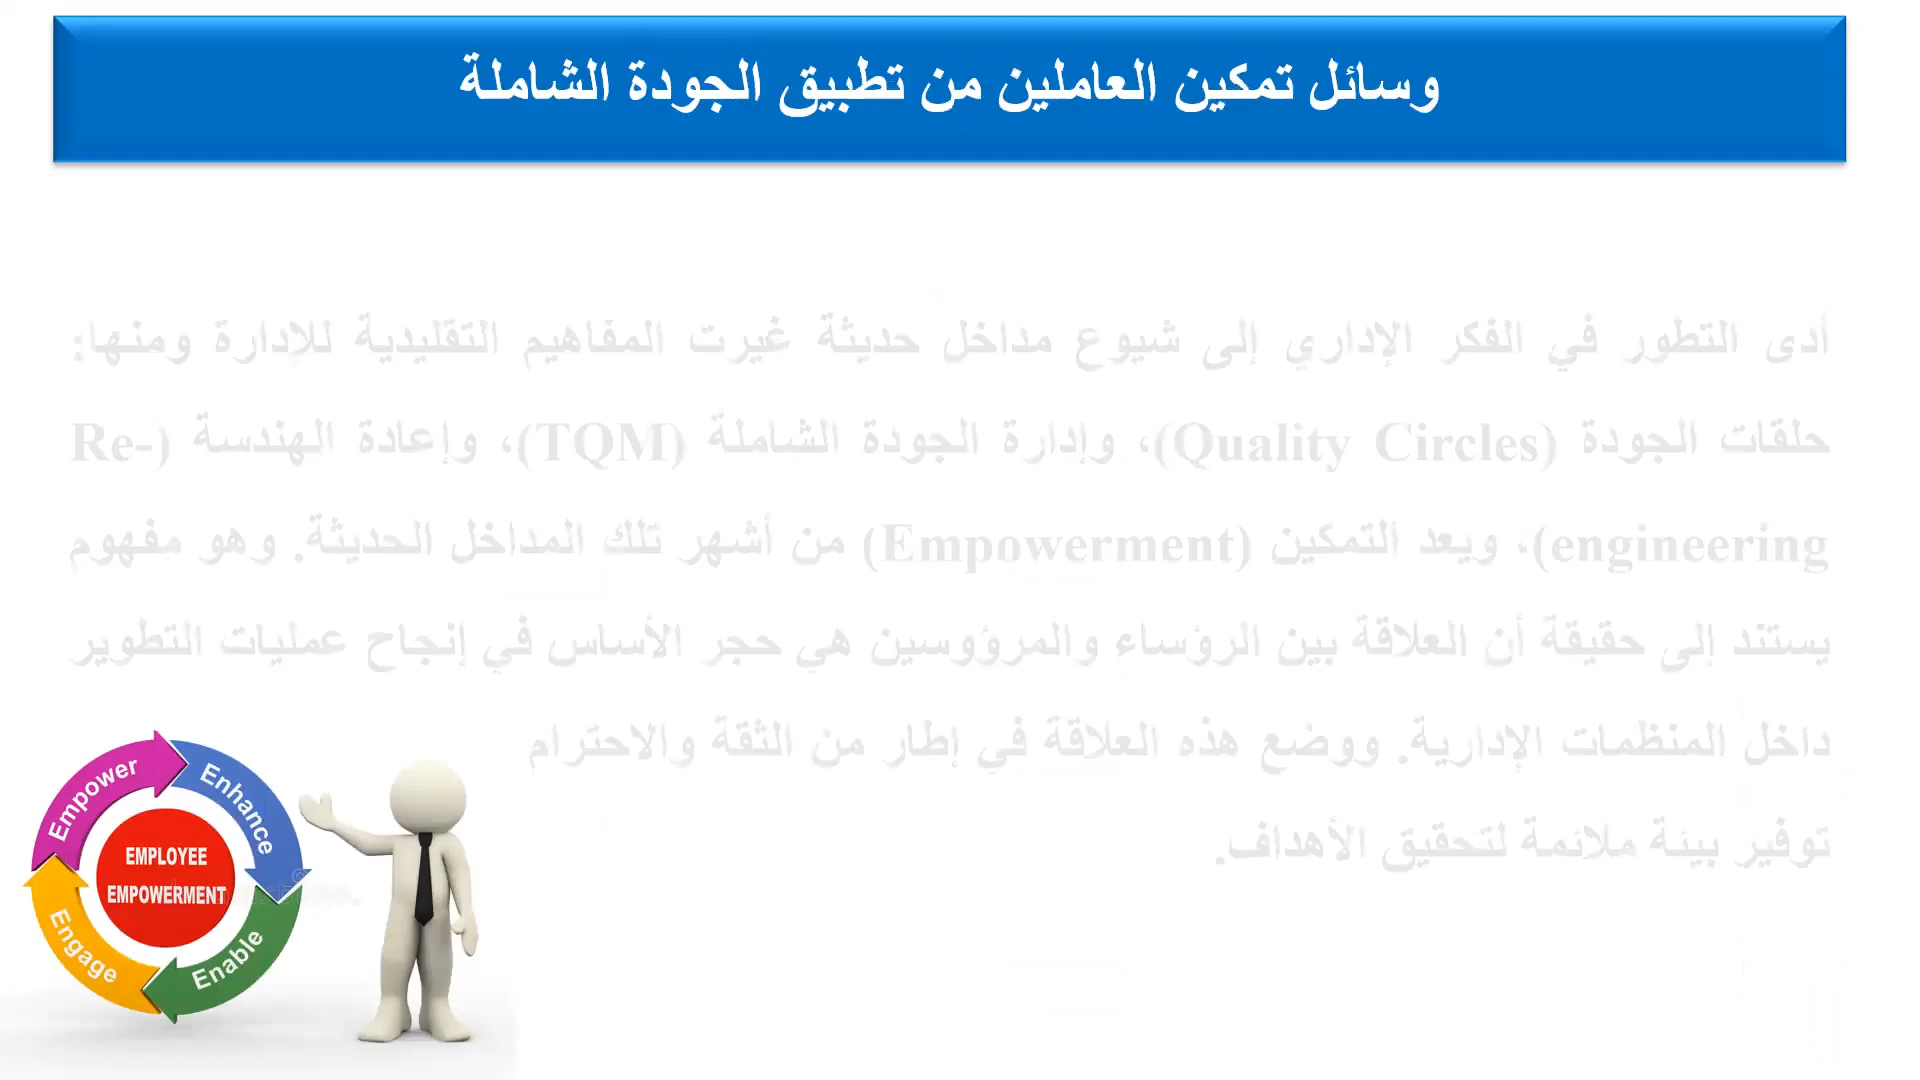 وسائل تمكين العاملين من تطبيق الجودة الشاملة
أدى التطور في الفكر الإداري إلى شيوع مداخل حديثة غيرت المفاهيم التقليدية للإدارة ومنها:
حلقات الجودة (Quality Circles)، وإدارة الجودة الشاملة (TQM)، وإعادة الهندسة (Re-
engineering)، ويعد التمكين (Empowerment) من أشهر تلك المداخل الحديثة. وهو مفهوم
يستند إلى حقيقة أن العلاقة بين الرؤساء والمرؤوسين هي حجر الأساس في إنجاح عمليات التطوير
داخل المنظمات الإدارية. ووضع هذه العلاقة في إطار من الثقة والاحترام
توفير بيئة ملائمة لتحقيق الأهداف.
Empower
Enhance
EMPLOYEE
EMPOWERMENT
Engage
Enable